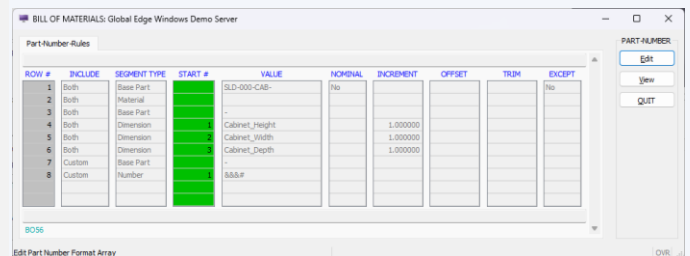 BILL OF MATERIALS: Global Edge Windows Demo Server
Part-Number-Rules
PART-NUMBER
Edit
View
QUIT
ROW # INCLUDE SEGMENT TYPE START # VALUE NOMINAL INCREMENT OFFSET TRIM EXCEPT
1 Both Base Part SLD-000-CAB- No No
2 Both Material
3 Both Base Part -
4 Both Dimension 1 Cabinet_Height 1.000000
5 Both Dimension 2 Cabinet_Width 1.000000
6 Both Dimension 3 Cabinet_Depth 1.000000
7 Custom Base Part -
8 Custom Number 1 &&&#
BO56
Edit Part Number Format Array OVR